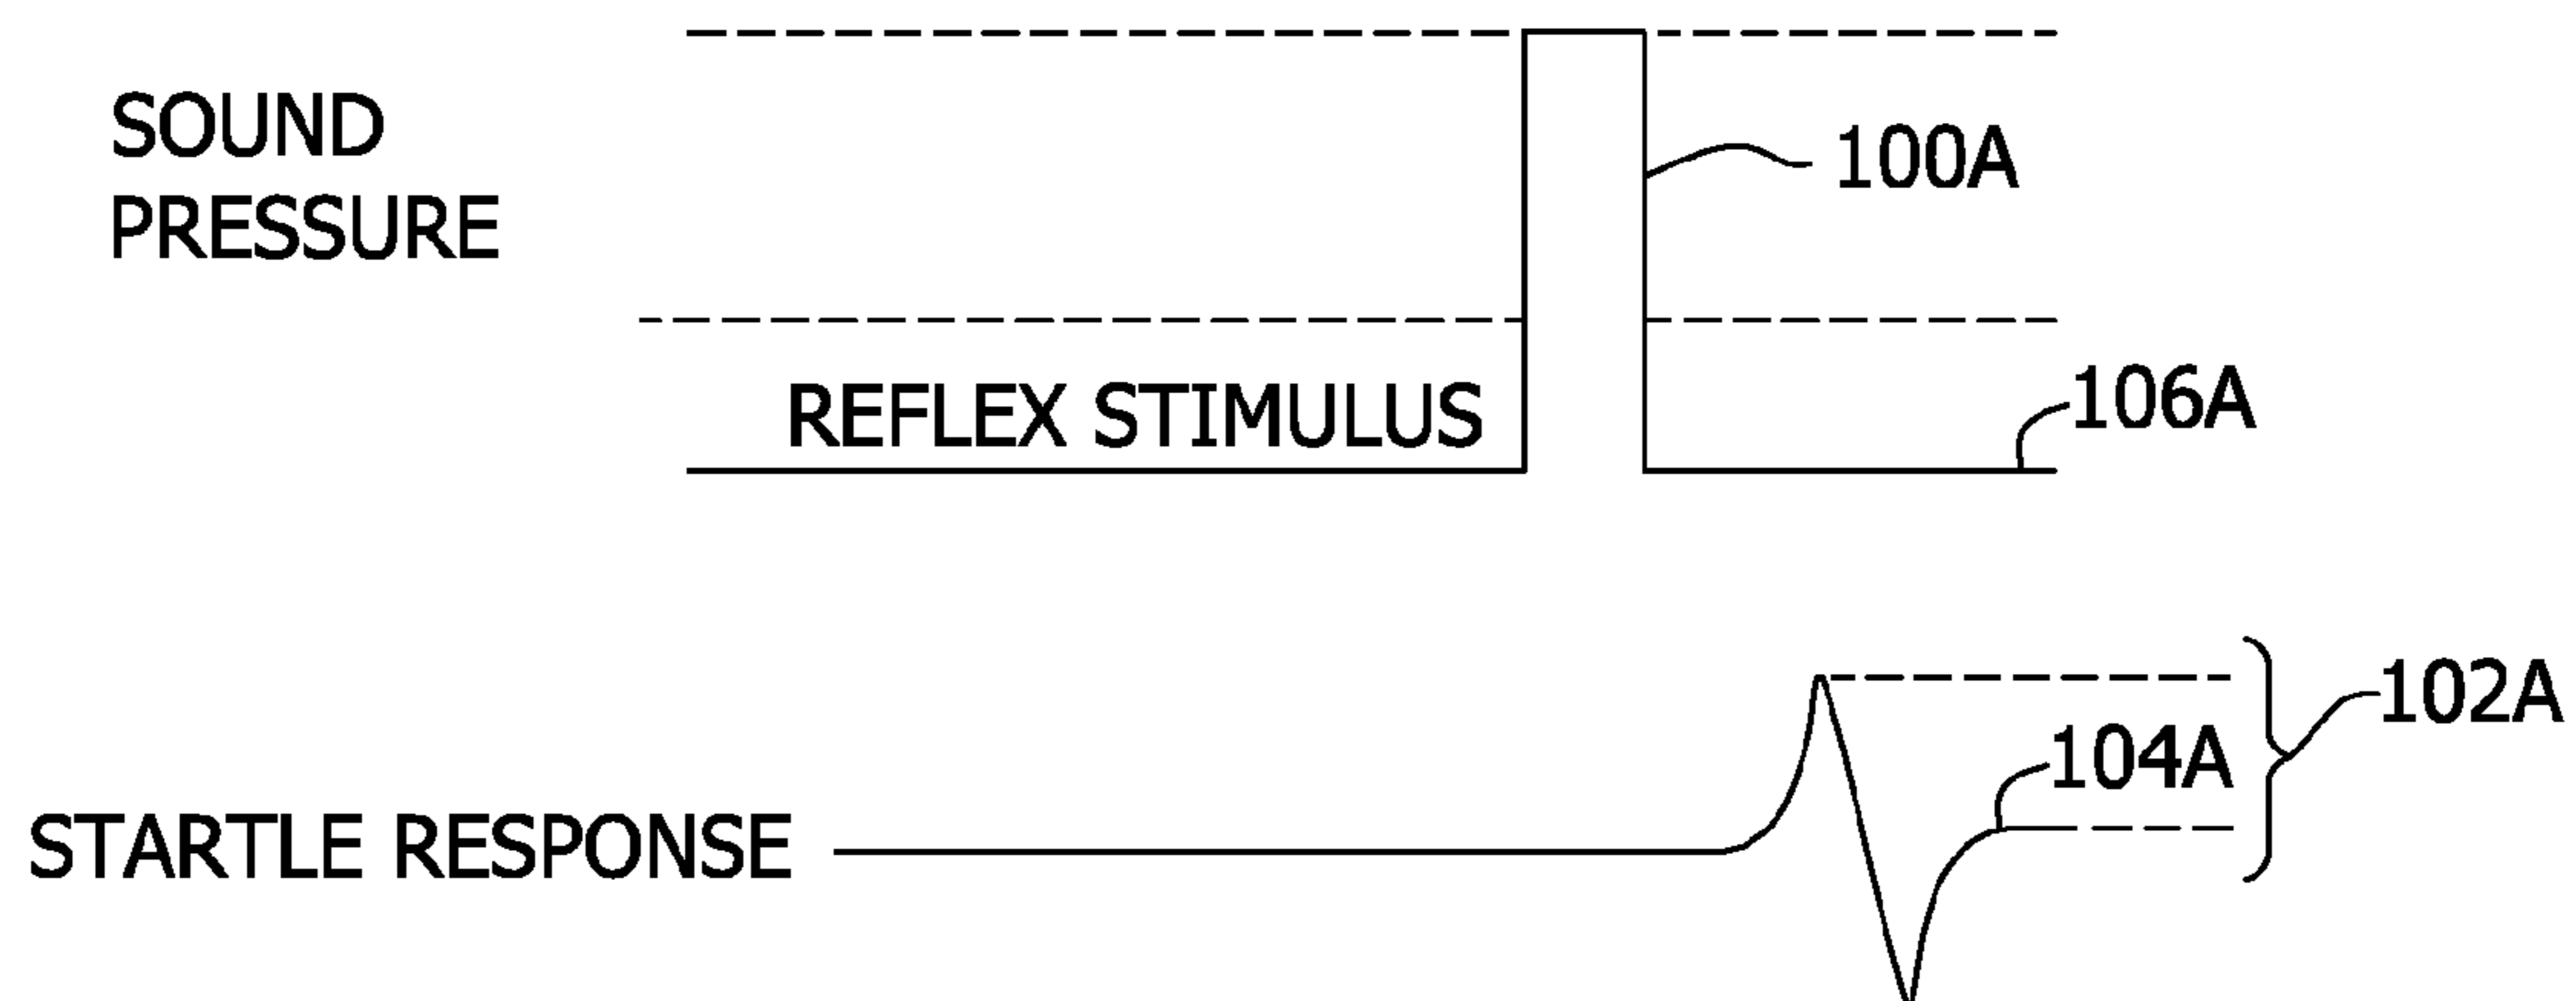 SOUND
PRESSURE
100A
REFLEX STIMULUS
106A
102A
104A
STARTLE RESPONSE